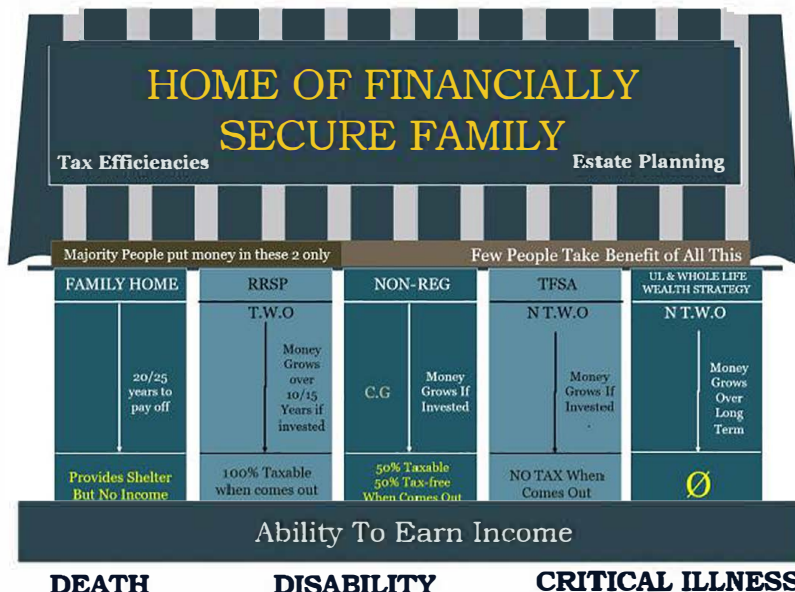 HOME OF FINANCIALLY
SECURE FAMILY
Tax Efficiencies
Estate Planning
Majority People put money in these 2 only
Few People Take Benefit of All This
FAMILY HOME
20/25
years to
pay off
Provides Shelter
But No Income
RRSP
T.W.O
Money
Grows
over
10/15
Years if
invested
100% Taxable
when comes out
NON-REG
C.G
Money
Grows If
Invested
50% Taxable
50% Tax-free
When Comes Out
TFSA
N T.W.O
Money
Grows If
Invested
.
NO TAX When
Comes Out
UL & WHOLE LIFE
WEALTH STRATEGY
N T.W.O
Money
Grows
Over
Long
Term
Ø
Ability To Earn Income
DEATH
DISABILITY
CRITICAL ILLNESS